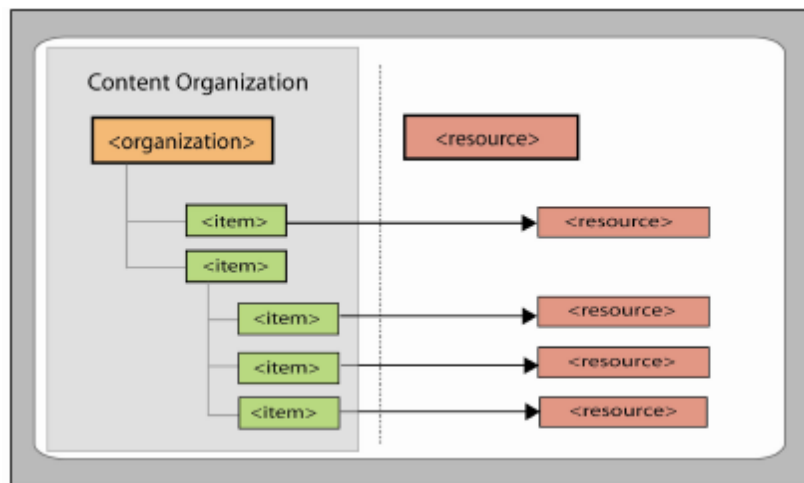 Content Organization
<organization>
<resource>
<item>
<resource>
<item>
<item>
<resource>
<item>
<resource>
<item>
<resource>